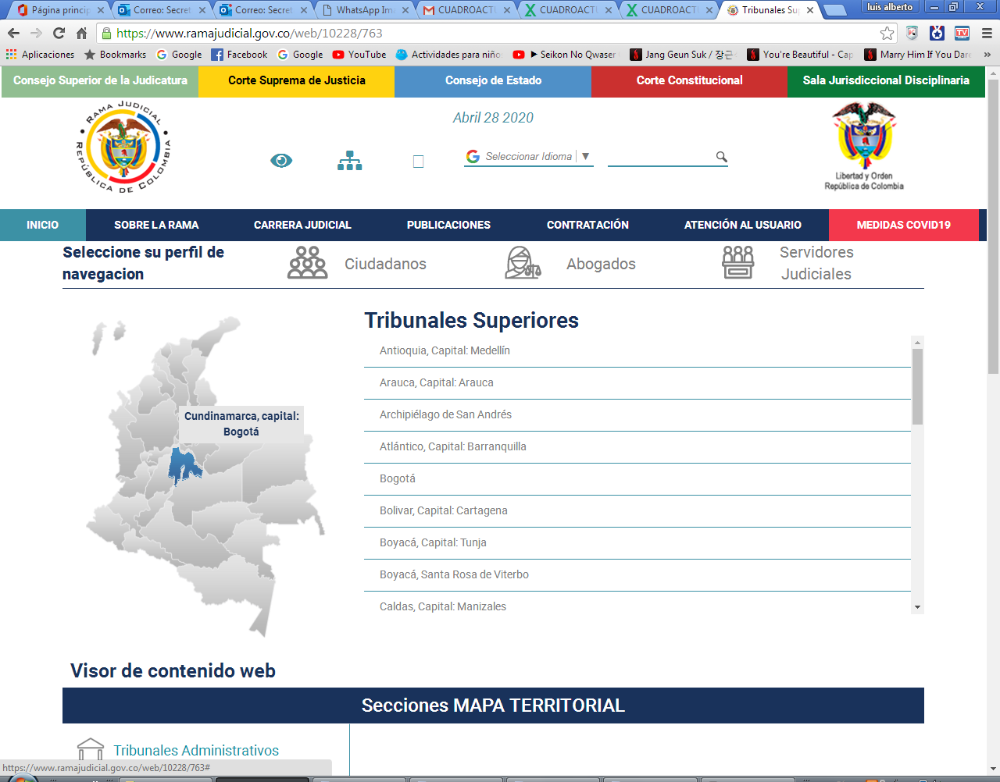 Página princip
Correo: Secret
Correo: Secret
WhatsApp Ima
CUADROACTU
CUADROACTU
CUADROACTU
Tribunales Su
luis alberto
https://www.ramajudicial.gov.co/web/10228/763
Aplicaciones
Bookmarks
Google
Facebook
Google
YouTube
Actividades para niño
► Seikon No Qwaser
Jang Geun Suk / 장근
You're Beautiful - Cap
Marry Him If You Dare
»
Consejo Superior de la Judicatura
Corte Suprema de Justicia
Consejo de Estado
Corte Constitucional
Sala Jurisdiccional Disciplinaria
RAMA JUDICIAL
REPÚBLICA DE COLOMBIA
Abril 28 2020
Seleccionar Idioma ▼
Libertad y Orden
República de Colombia
INICIO
SOBRE LA RAMA
CARRERA JUDICIAL
PUBLICACIONES
CONTRATACIÓN
ATENCIÓN AL USUARIO
MEDIDAS COVID19
Seleccione su perfil de
navegacion
Ciudadanos
Abogados
Servidores
Judiciales
Cundinamarca, capital:
Bogotá
Tribunales Superiores
Antioquia, Capital: Medellín
Arauca, Capital: Arauca
Archipiélago de San Andrés
Atlántico, Capital: Barranquilla
Bogotá
Bolivar, Capital: Cartagena
Boyacá, Capital: Tunja
Boyacá, Santa Rosa de Viterbo
Caldas, Capital: Manizales
Visor de contenido web
Secciones MAPA TERRITORIAL
Tribunales Administrativos
https://www.ramajudicial.gov.co/web/10228/763#